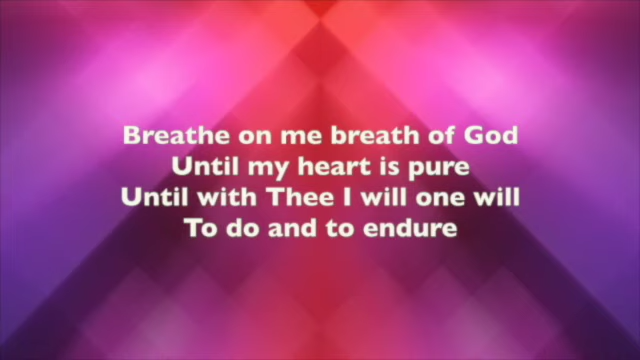 Breathe on me breath of God
Until my heart is pure
Until with Thee I will one will
To do and to endure